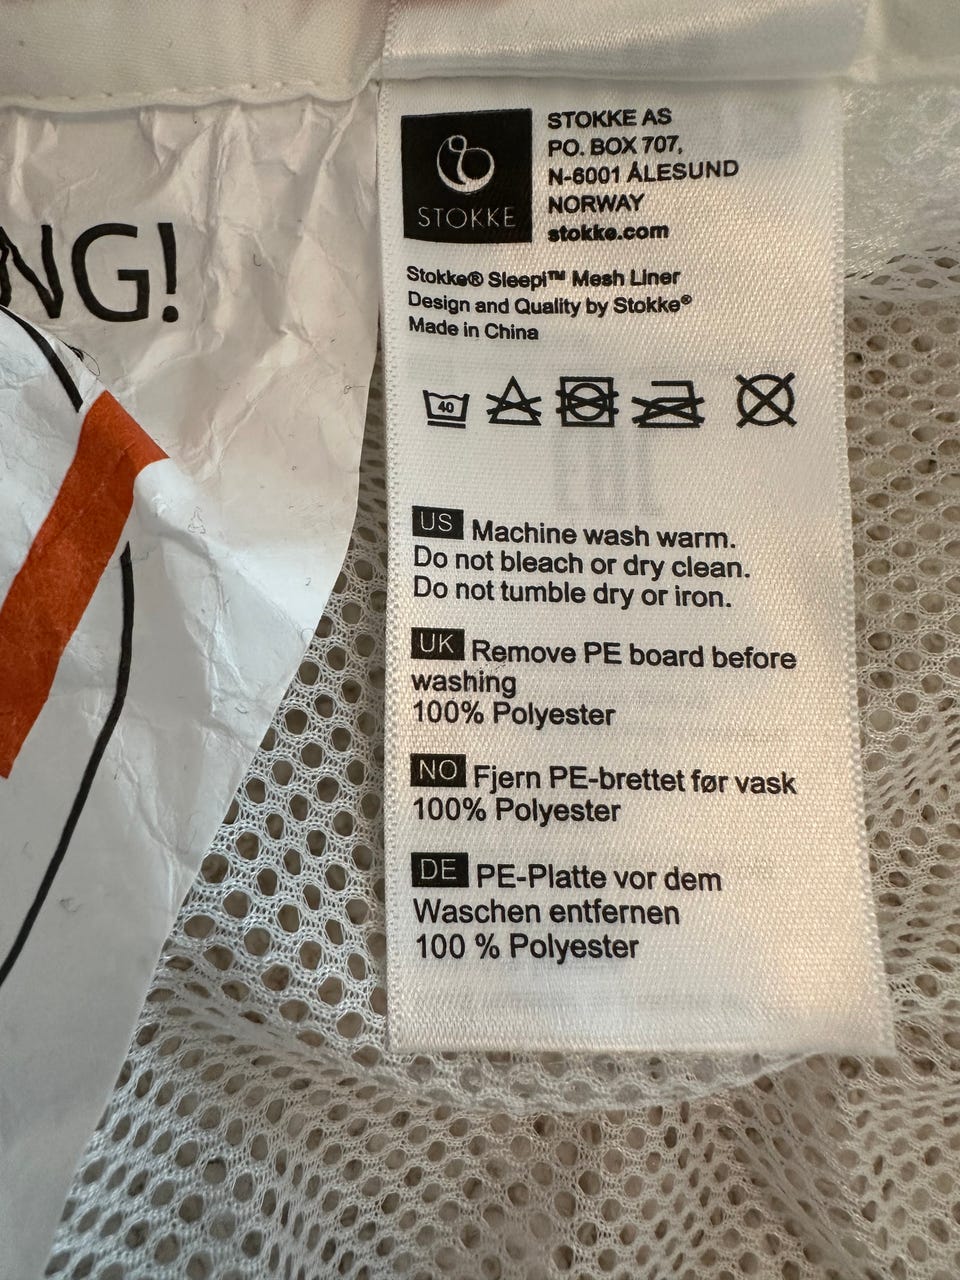 NG!
STOKKE
STOKKE AS
PO. BOX 707,
N-6001 ÅLESUND
NORWAY
stokke.com
Stokke® Sleepi™ Mesh Liner
Design and Quality by Stokke®
Made in China
40
US Machine wash warm.
Do not bleach or dry clean.
Do not tumble dry or iron.
UK Remove PE board before
washing
100% Polyester
NO Fjern PE-brettet før vask
100% Polyester
DE PE-Platte vor dem
Waschen entfernen
100 % Polyester